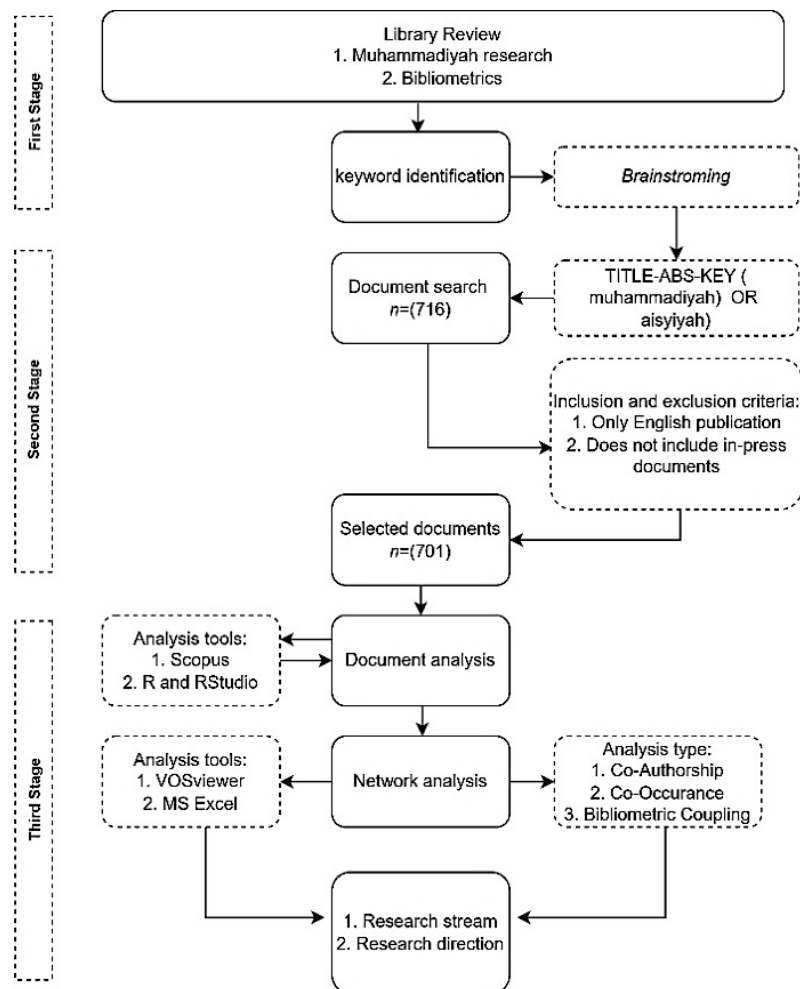 Library Review
1. Muhammadiyah research
2. Bibliometrics
First Stage
keyword identification
Brainstroming
Second Stage
Document search
n=(716)
TITLE-ABS-KEY (
muhammadiyah) OR
aisyiyah)
Inclusion and exclusion criteria:
1. Only English publication
2. Does not include in-press
documents
Selected documents
n=(701)
Third Stage
Analysis tools:
1. Scopus
2. R and RStudio
Document analysis
Analysis tools:
1. VOSviewer
2. MS Excel
Network analysis
Analysis type:
1. Co-Authorship
2. Co-Occurance
3. Bibliometric Coupling
1. Research stream
2. Research direction